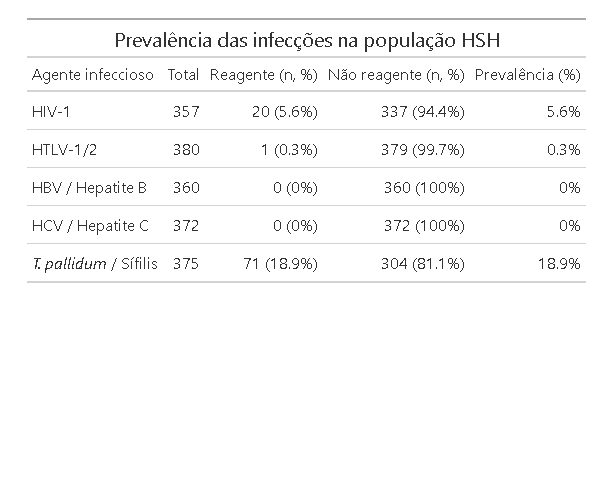 Prevalência das infecções na população HSH
Agente infeccioso Total Reagente (n, %) Não reagente (n, %) Prevalência (%)
HIV-1 357 20 (5.6%) 337 (94.4%) 5.6%
HTLV-1/2 380 1 (0.3%) 379 (99.7%) 0.3%
HBV / Hepatite B 360 0 (0%) 360 (100%) 0%
HCV / Hepatite C 372 0 (0%) 372 (100%) 0%
T. pallidum / Sífilis 375 71 (18.9%) 304 (81.1%) 18.9%